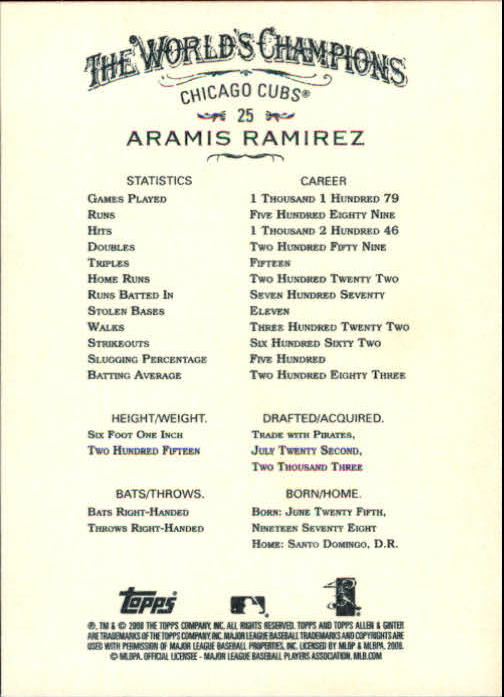 THE WORLD'S CHAMPIONS
CHICAGO CUBS®
25
ARAMIS RAMIREZ
STATISTICS CAREER
GAMES PLAYED 1 THOUSAND 1 HUNDRED 79
RUNS FIVE HUNDRED EIGHTY NINE
HITS 1 THOUSAND 2 HUNDRED 46
DOUBLES TWO HUNDRED FIFTY NINE
TRIPLES FIFTEEN
HOME RUNS TWO HUNDRED TWENTY TWO
RUNS BATTED IN SEVEN HUNDRED SEVENTY
STOLEN BASES ELEVEN
WALKS THREE HUNDRED TWENTY TWO
STRIKEOUTS SIX HUNDRED SIXTY TWO
SLUGGING PERCENTAGE FIVE HUNDRED
BATTING AVERAGE TWO HUNDRED EIGHTY THREE
HEIGHT/WEIGHT.
SIX FOOT ONE INCH
TWO HUNDRED FIFTEEN
DRAFTED/ACQUIRED.
TRADE WITH PIRATES,
JULY TWENTY SECOND,
TWO THOUSAND THREE
BATS/THROWS.
BATS RIGHT-HANDED
THROWS RIGHT-HANDED
BORN/HOME.
BORN: JUNE TWENTY FIFTH,
NINETEEN SEVENTY EIGHT
HOME: SANTO DOMINGO, D.R.
Topps
®, TM & © 2008 THE TOPPS COMPANY, INC. ALL RIGHTS RESERVED. TOPPS AND TOPPS ALLEN & GINTER
ARE TRADEMARKS OF THE TOPPS COMPANY, INC. MAJOR LEAGUE BASEBALL TRADEMARKS AND COPYRIGHTS ARE
USED WITH PERMISSION OF MAJOR LEAGUE BASEBALL PROPERTIES, INC. LICENSED BY MLBP & MLBPA, 2008.
© MLBPA. OFFICIAL LICENSEE - MAJOR LEAGUE BASEBALL PLAYERS ASSOCIATION. MLB.COM